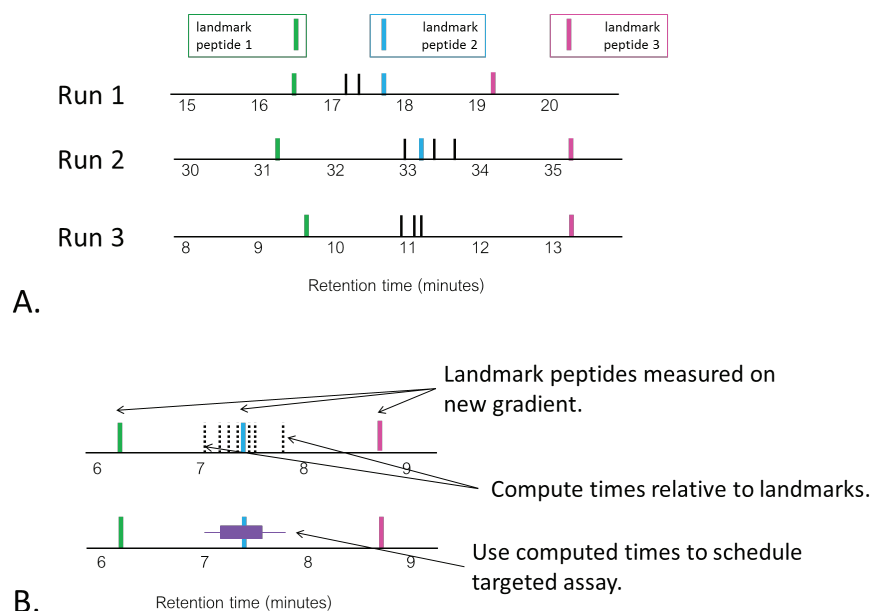 landmark
peptide 1
landmark
peptide 2
landmark
peptide 3
Run 1
15 16 17 18 19 20
Run 2
30 31 32 33 34 35
Run 3
8 9 10 11 12 13
Retention time (minutes)
A.
Landmark peptides measured on
new gradient.
6 7 8 9
Compute times relative to landmarks.
Use computed times to schedule
targeted assay.
6 7 8 9
Retention time (minutes)
B.